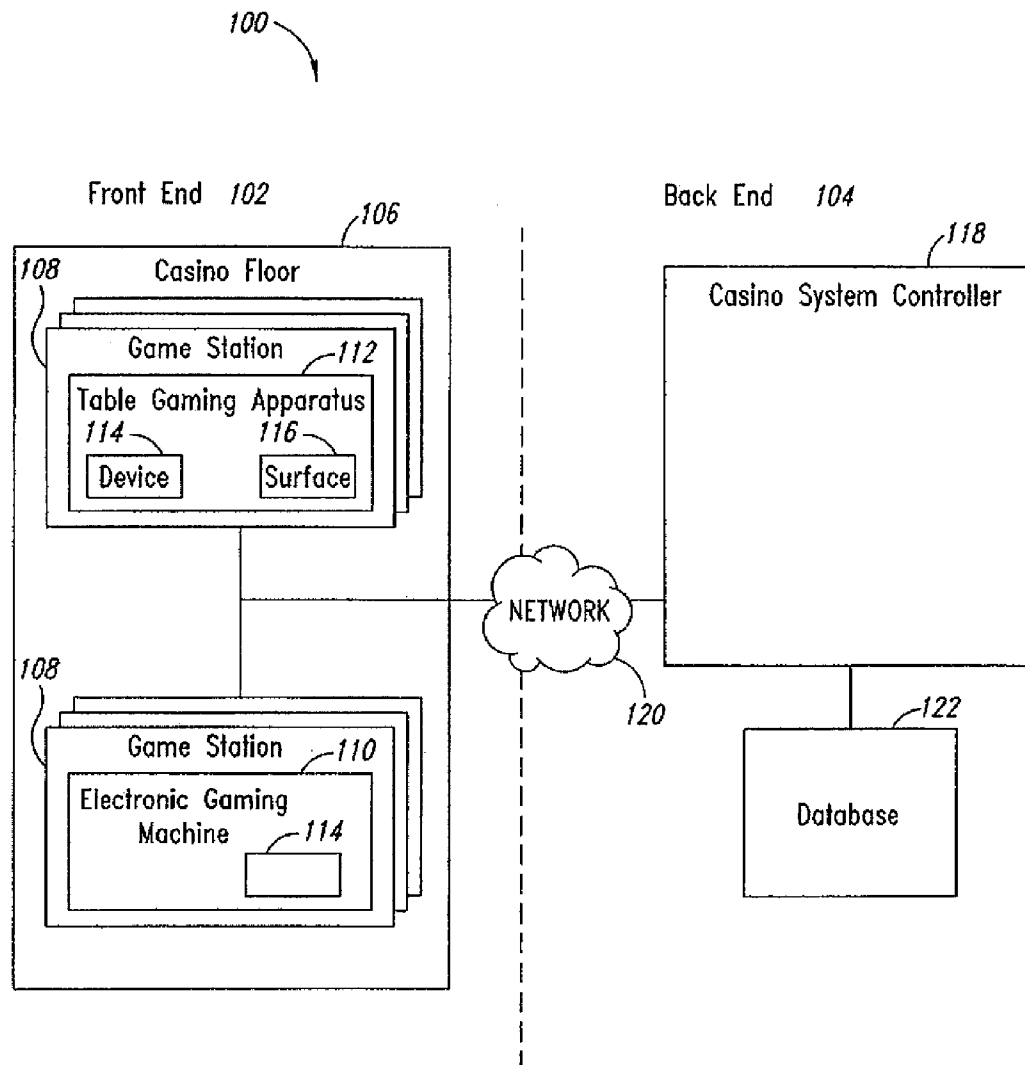 100
Front End 102
Back End 104
106
118
108
Casino Floor
Casino System Controller
Game Station
112
Table Gaming Apparatus
114
116
Device
Surface
NETWORK
120
108
122
Game Station
110
Electronic Gaming
Machine
114
Database